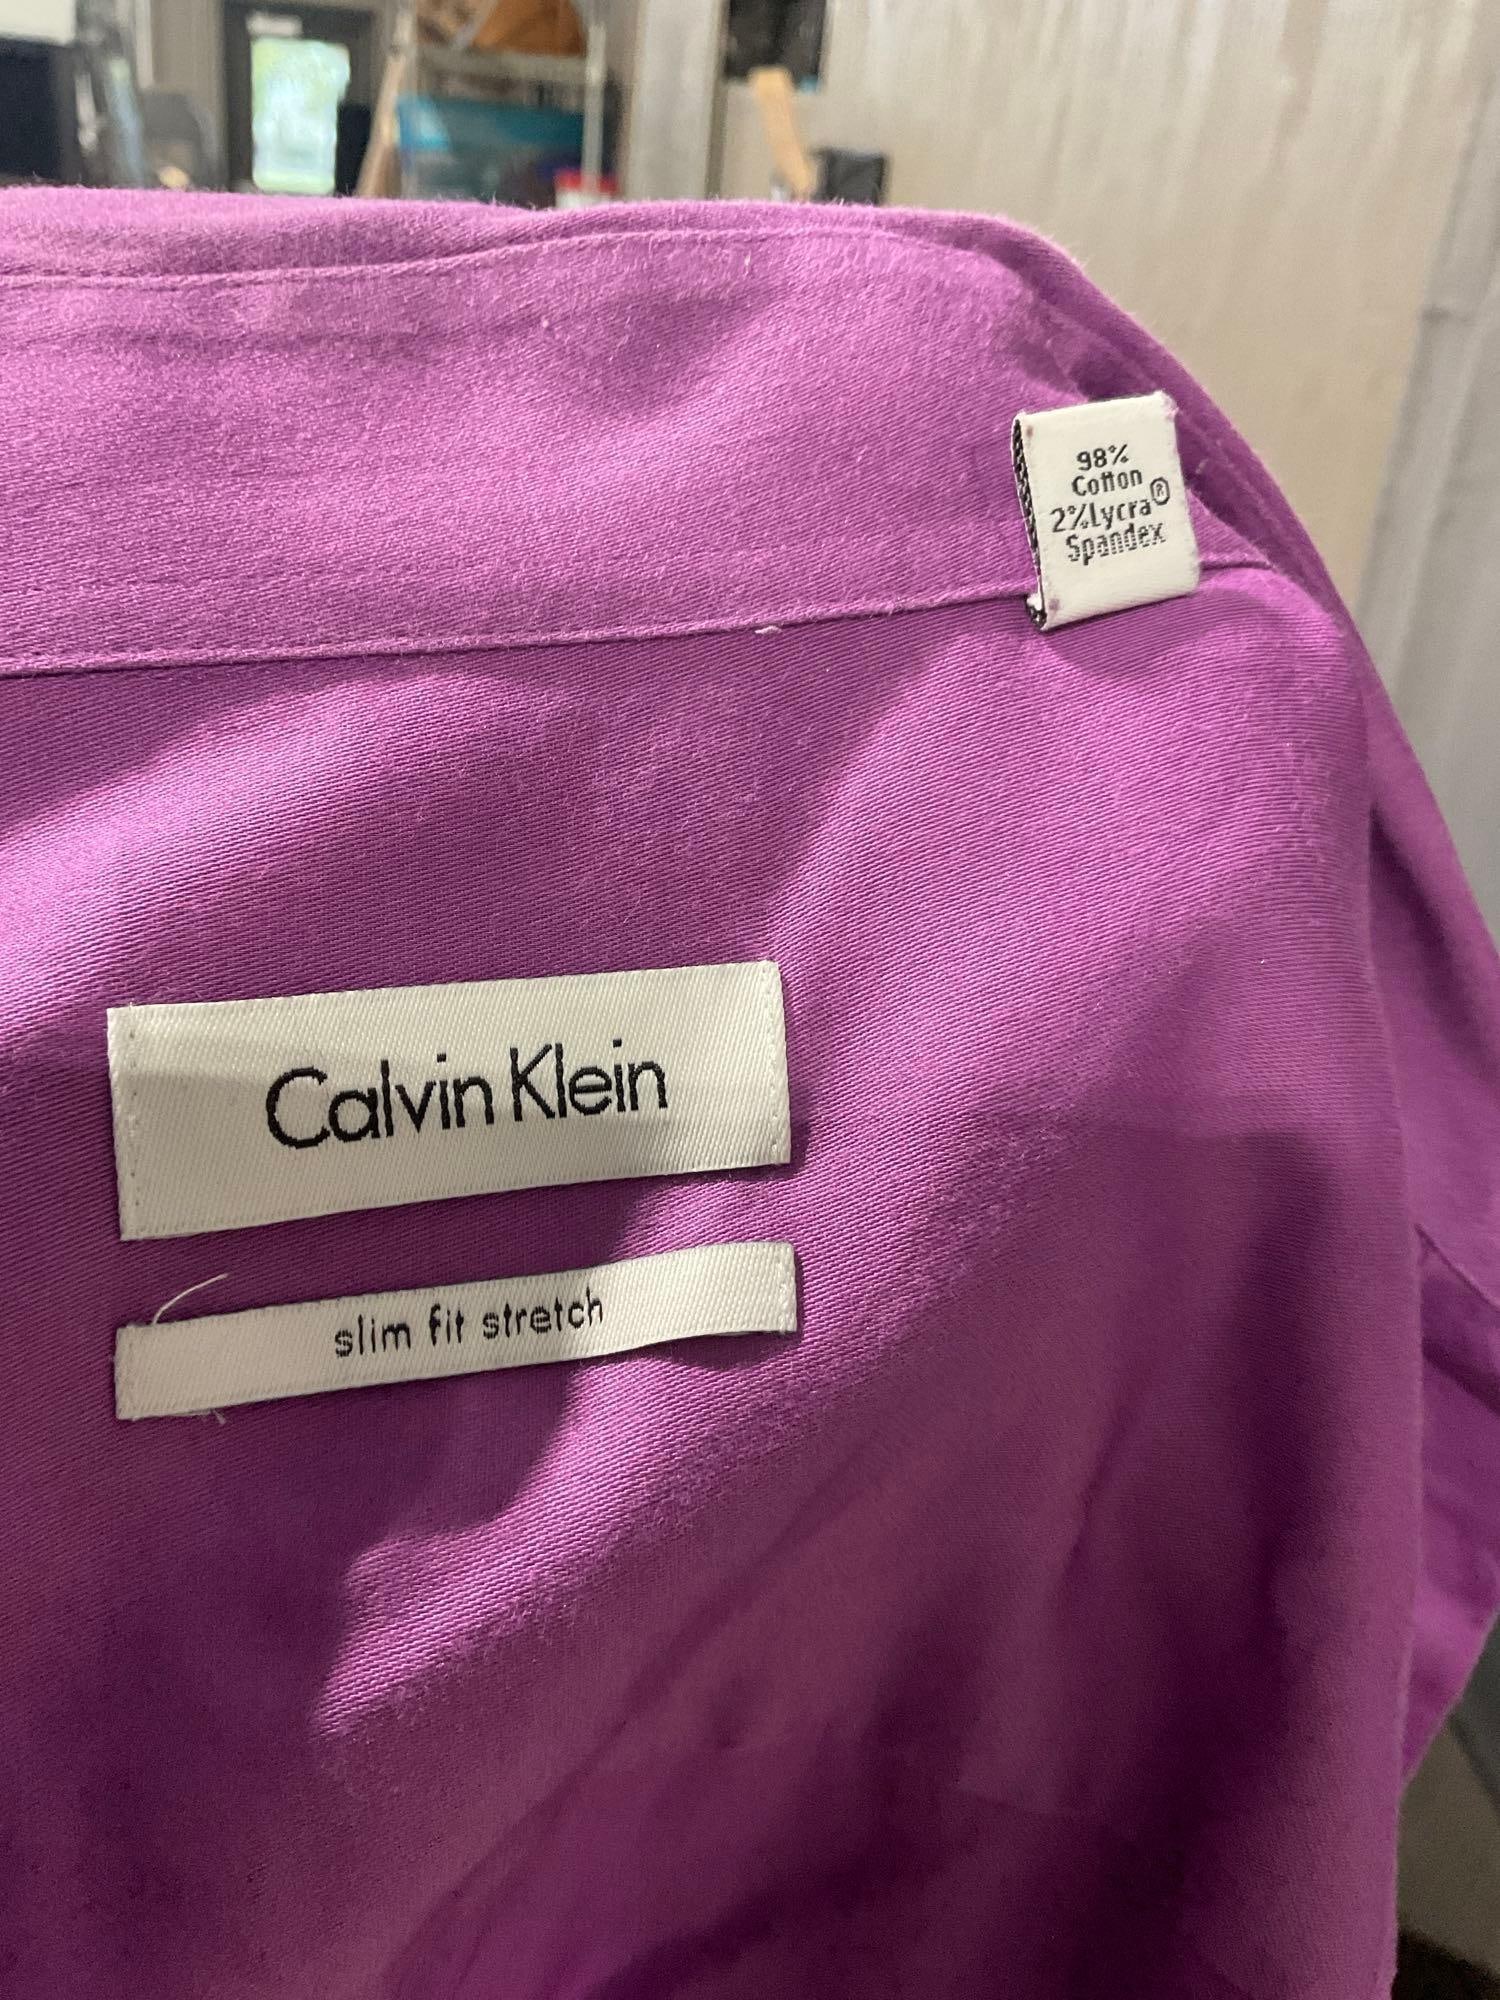 98%
Cotton
2%Lycra®
Spandex
Calvin Klein
slim fit stretch